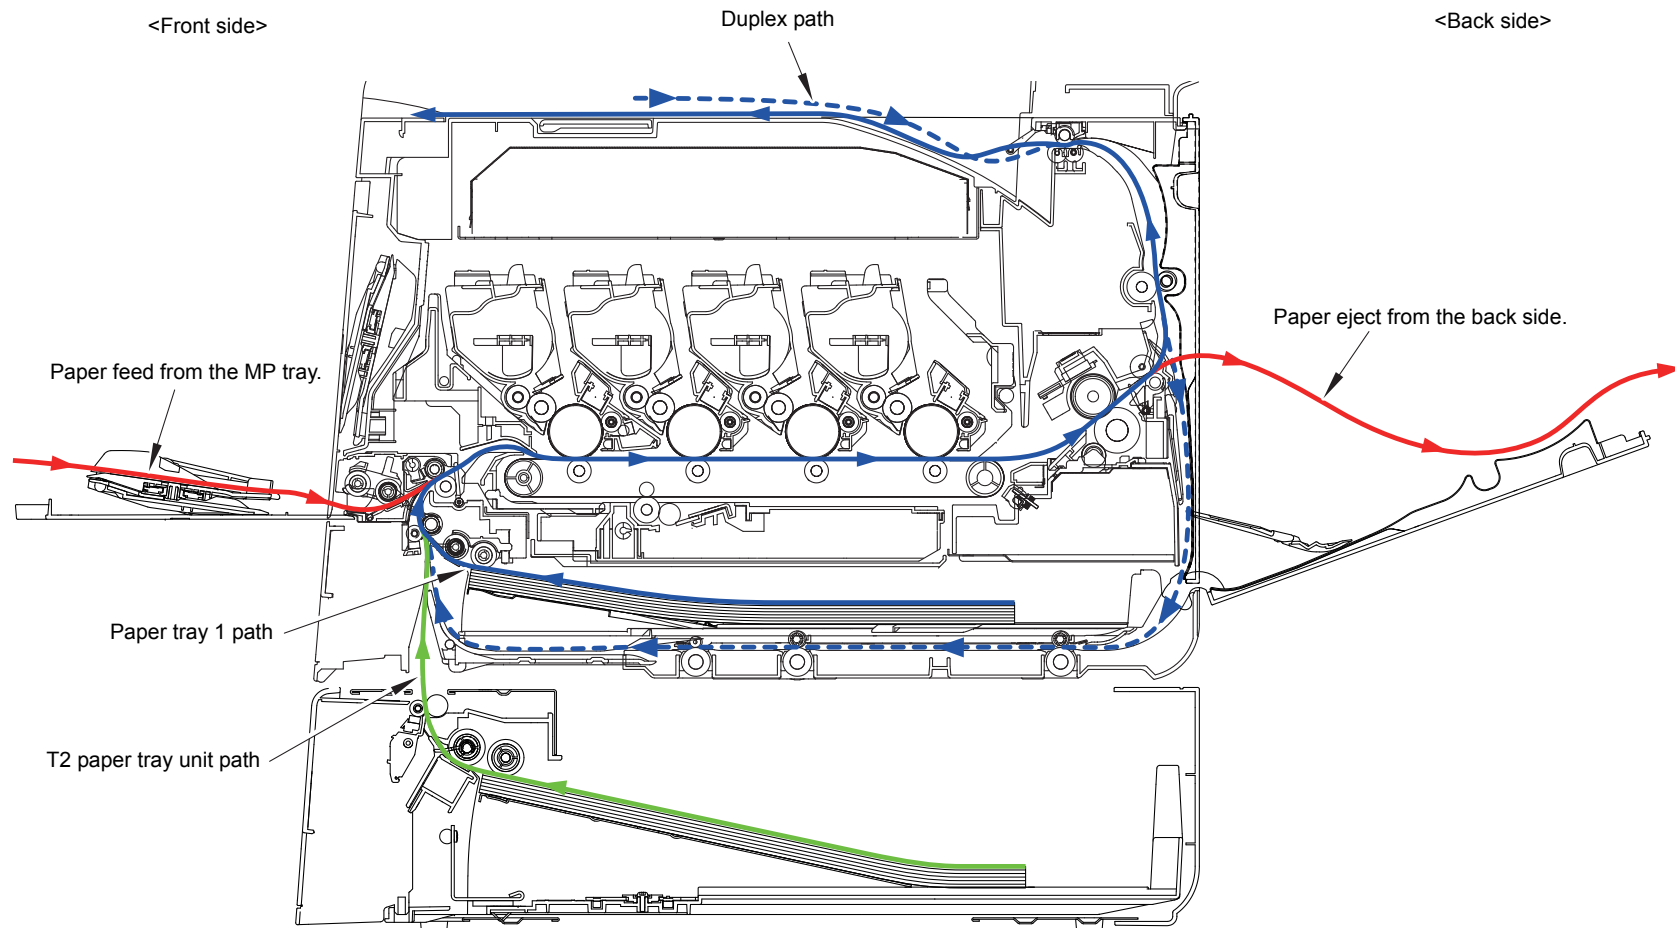 <Front side>
Duplex path
<Back side>
Paper eject from the back side.
Paper feed from the MP tray.
Paper tray 1 path
T2 paper tray unit path